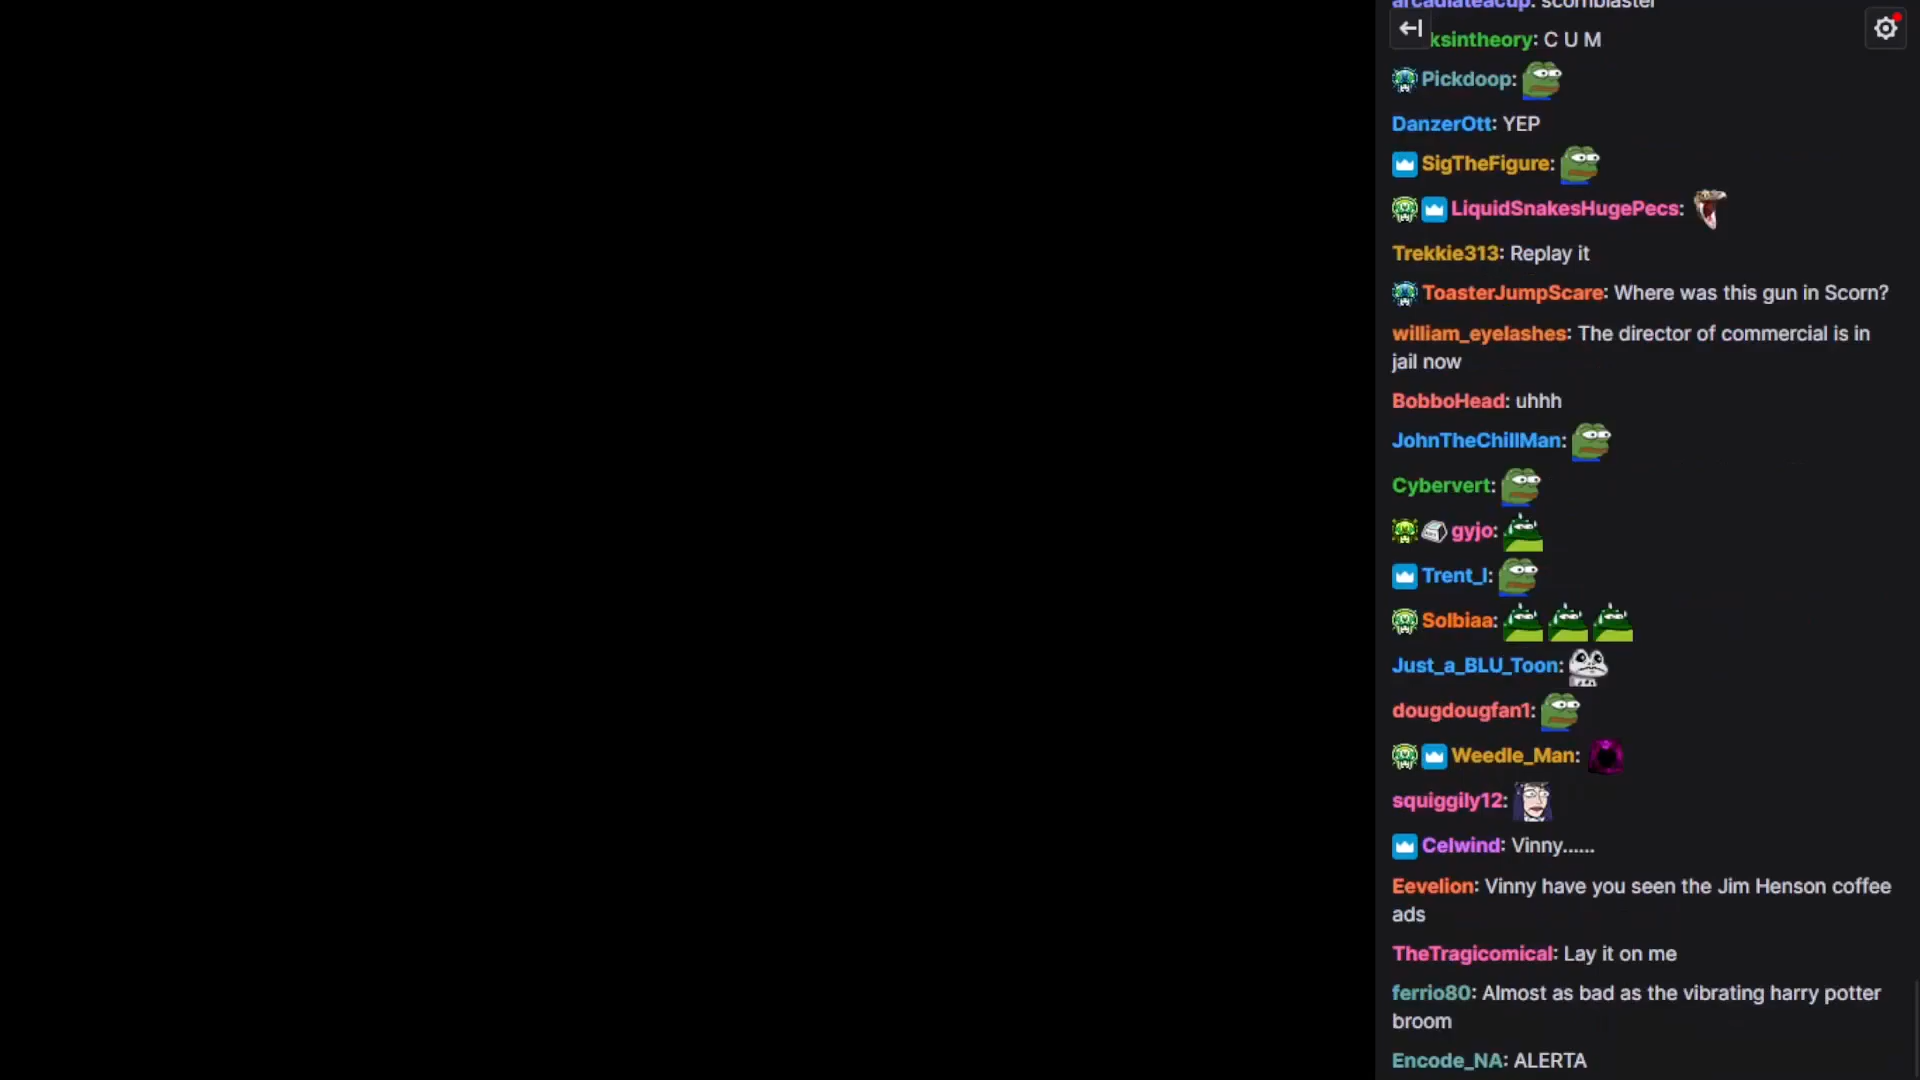 arcadiateacup: scornblaster
ksintheory: C U M
Pickdoop:
DanzerOtt: YEP
SigTheFigure:
LiquidSnakesHugePecs:
Trekkie313: Replay it
ToasterJumpScare: Where was this gun in Scorn?
william_eyelashes: The director of commercial is in
jail now
BobboHead: uhhh
JohnTheChillMan:
Cybervert:
gyjo:
Trent_I:
Solbiaa:
Just_a_BLU_Toon:
dougdougfan1:
Weedle_Man:
squiggily12:
Celwind: Vinny......
Eevelion: Vinny have you seen the Jim Henson coffee
ads
TheTragicomical: Lay it on me
ferrio80: Almost as bad as the vibrating harry potter
broom
Encode_NA: ALERTA